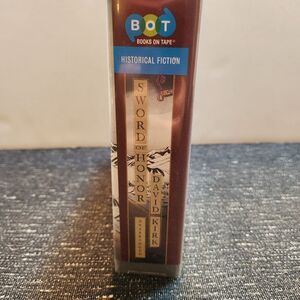 BOT
BOOKS ON TAPE
HISTORICAL FICTION
SWORD OF HONOR
DAVID KIRK